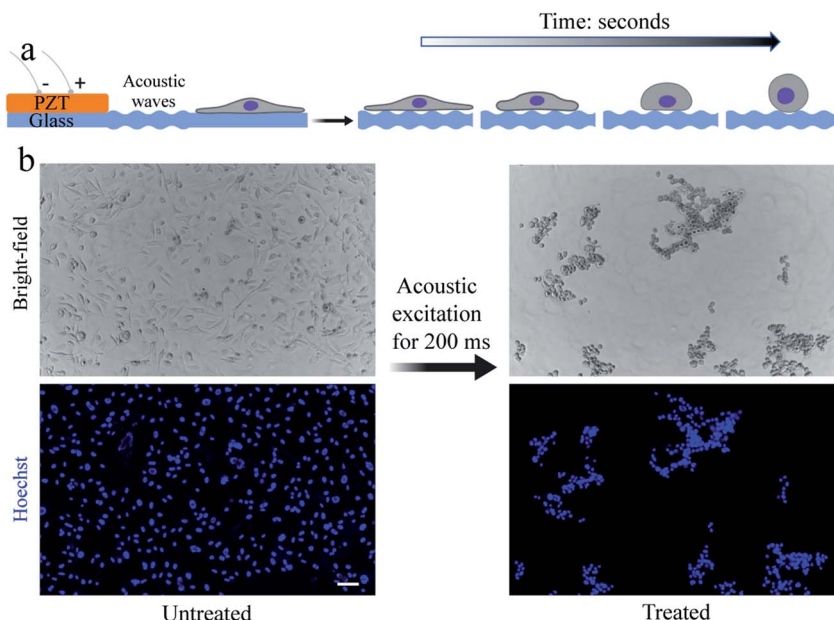 Time: seconds
a
- +
PZT
Glass
Acoustic
waves
b
Bright-field
Acoustic
excitation
for 200 ms
Hoechst
Untreated
Treated